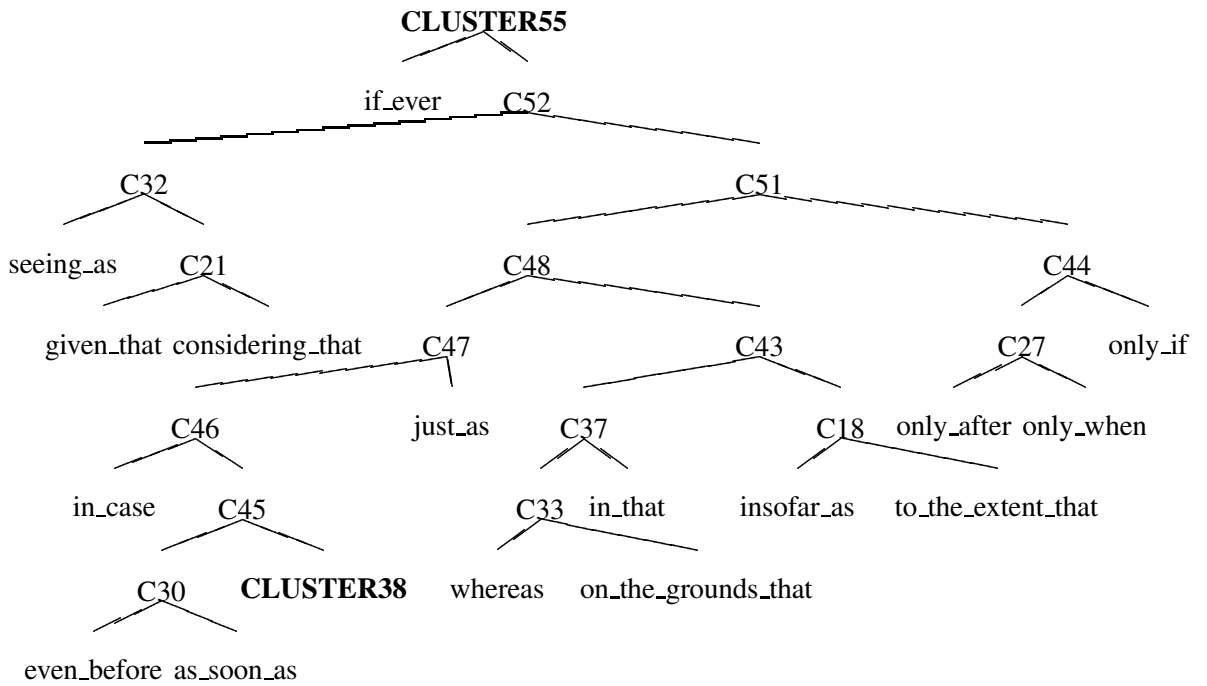 CLUSTER55
if_ever C52
C32 C51
seeing_as C21 C48 C44
given_that considering_that C47 C43 C27 only_if
C46 just_as C37 C18 only_after only_when
in_case C45 C33 in_that insofar_as to_the_extent_that
C30 CLUSTER38 whereas on_the_grounds_that
even_before as_soon_as